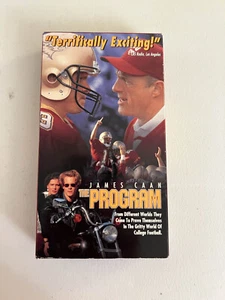 "Terrifically Exciting!"
JAMES CAAN
THE PROGRAM
From Different Worlds They
Come To Prove Themselves
In The Gritty World Of
College Football.